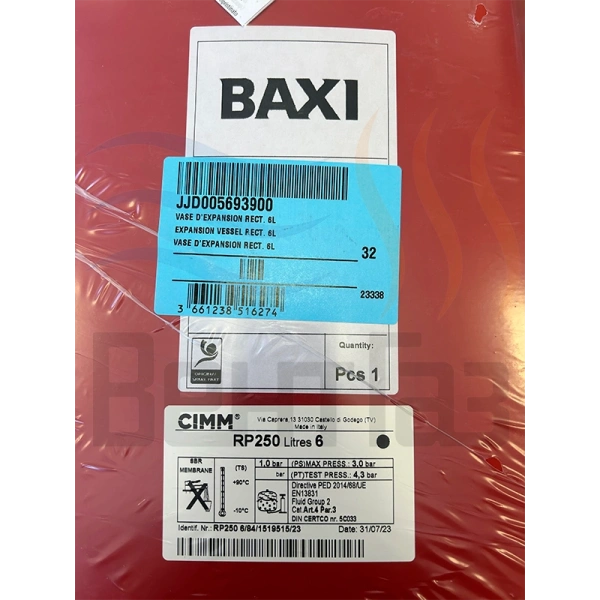 BAXI
JJD005693900
VASE D'EXPANSION RECT. 6L
EXPANSION VESSEL RECT. 6L
VASE D'EXPANSION RECT. 6L
32
23338
3 661238 516274
Quantity:
Pcs 1
CIMM®
Via Caprera,13 31030 Castello di Godego (TV)
Made in Italy
RP250 Litres 6
SBR
MEMBRANE
(TS)
+90°C
-10°C
1,0 bar
(PS)MAX PRESS.: 3,0 bar
bar
(PT)TEST PRESS.: 4,3 bar
Directive PED 2014/68/UE
EN13831
Fluid Group 2
Cat.Art.4 Par.3
DIN CERTCO nr. 5C033
Identif. Nr.: RP250 6/84/1519515/23
Date: 31/07/23